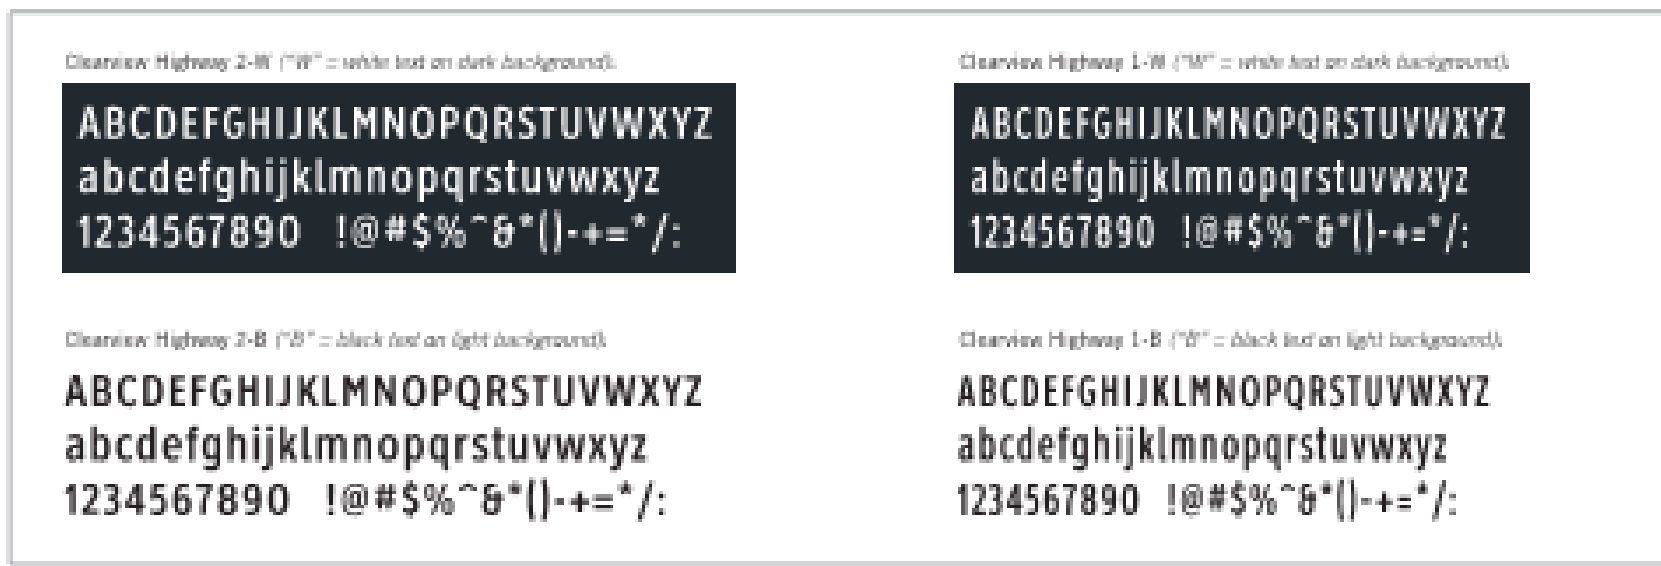 Clearview Highway 2-W ("W" = white text on dark background).
ABCDEFGHIJKLMNOPQRSTUVWXYZ
abcdefghijklmnopqrstuvwxyz
1234567890 !@#$%^&*()-+=*/:
Clearview Highway 1-W ("W" = white text on dark background).
ABCDEFGHIJKLMNOPQRSTUVWXYZ
abcdefghijklmnopqrstuvwxyz
1234567890 !@#$%^&*()-+=*/:
Clearview Highway 2-B ("B" = black text on light background).
ABCDEFGHIJKLMNOPQRSTUVWXYZ
abcdefghijklmnopqrstuvwxyz
1234567890 !@#$%^&*()-+=*/:
Clearview Highway 1-B ("B" = black text on light background).
ABCDEFGHIJKLMNOPQRSTUVWXYZ
abcdefghijklmnopqrstuvwxyz
1234567890 !@#$%^&*()-+=*/: